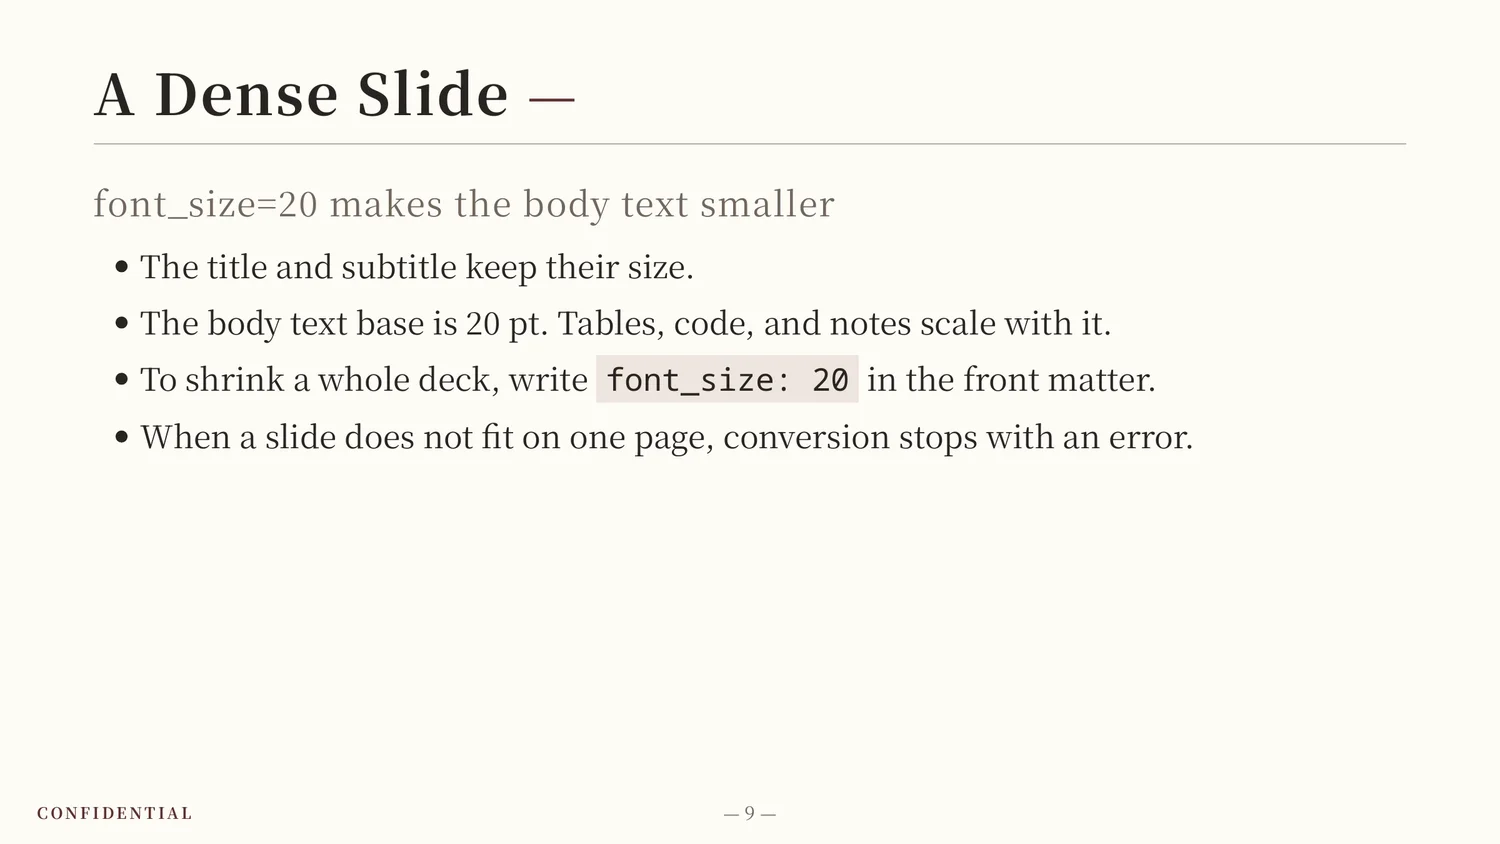 A Dense Slide —
font_size=20 makes the body text smaller
• The title and subtitle keep their size.
• The body text base is 20 pt. Tables, code, and notes scale with it.
• To shrink a whole deck, write font_size: 20 in the front matter.
• When a slide does not fit on one page, conversion stops with an error.
CONFIDENTIAL
— 9 —